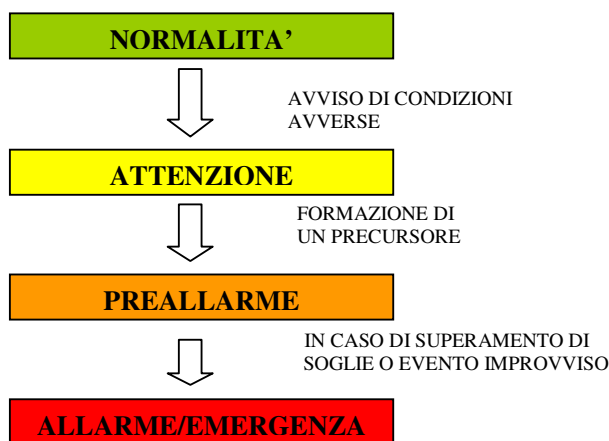 NORMALITA’
AVVISO DI CONDIZIONI
AVVERSE
ATTENZIONE
FORMAZIONE DI
UN PRECURSORE
PREALLARME
IN CASO DI SUPERAMENTO DI
SOGLIE O EVENTO IMPROVVISO
ALLARME/EMERGENZA